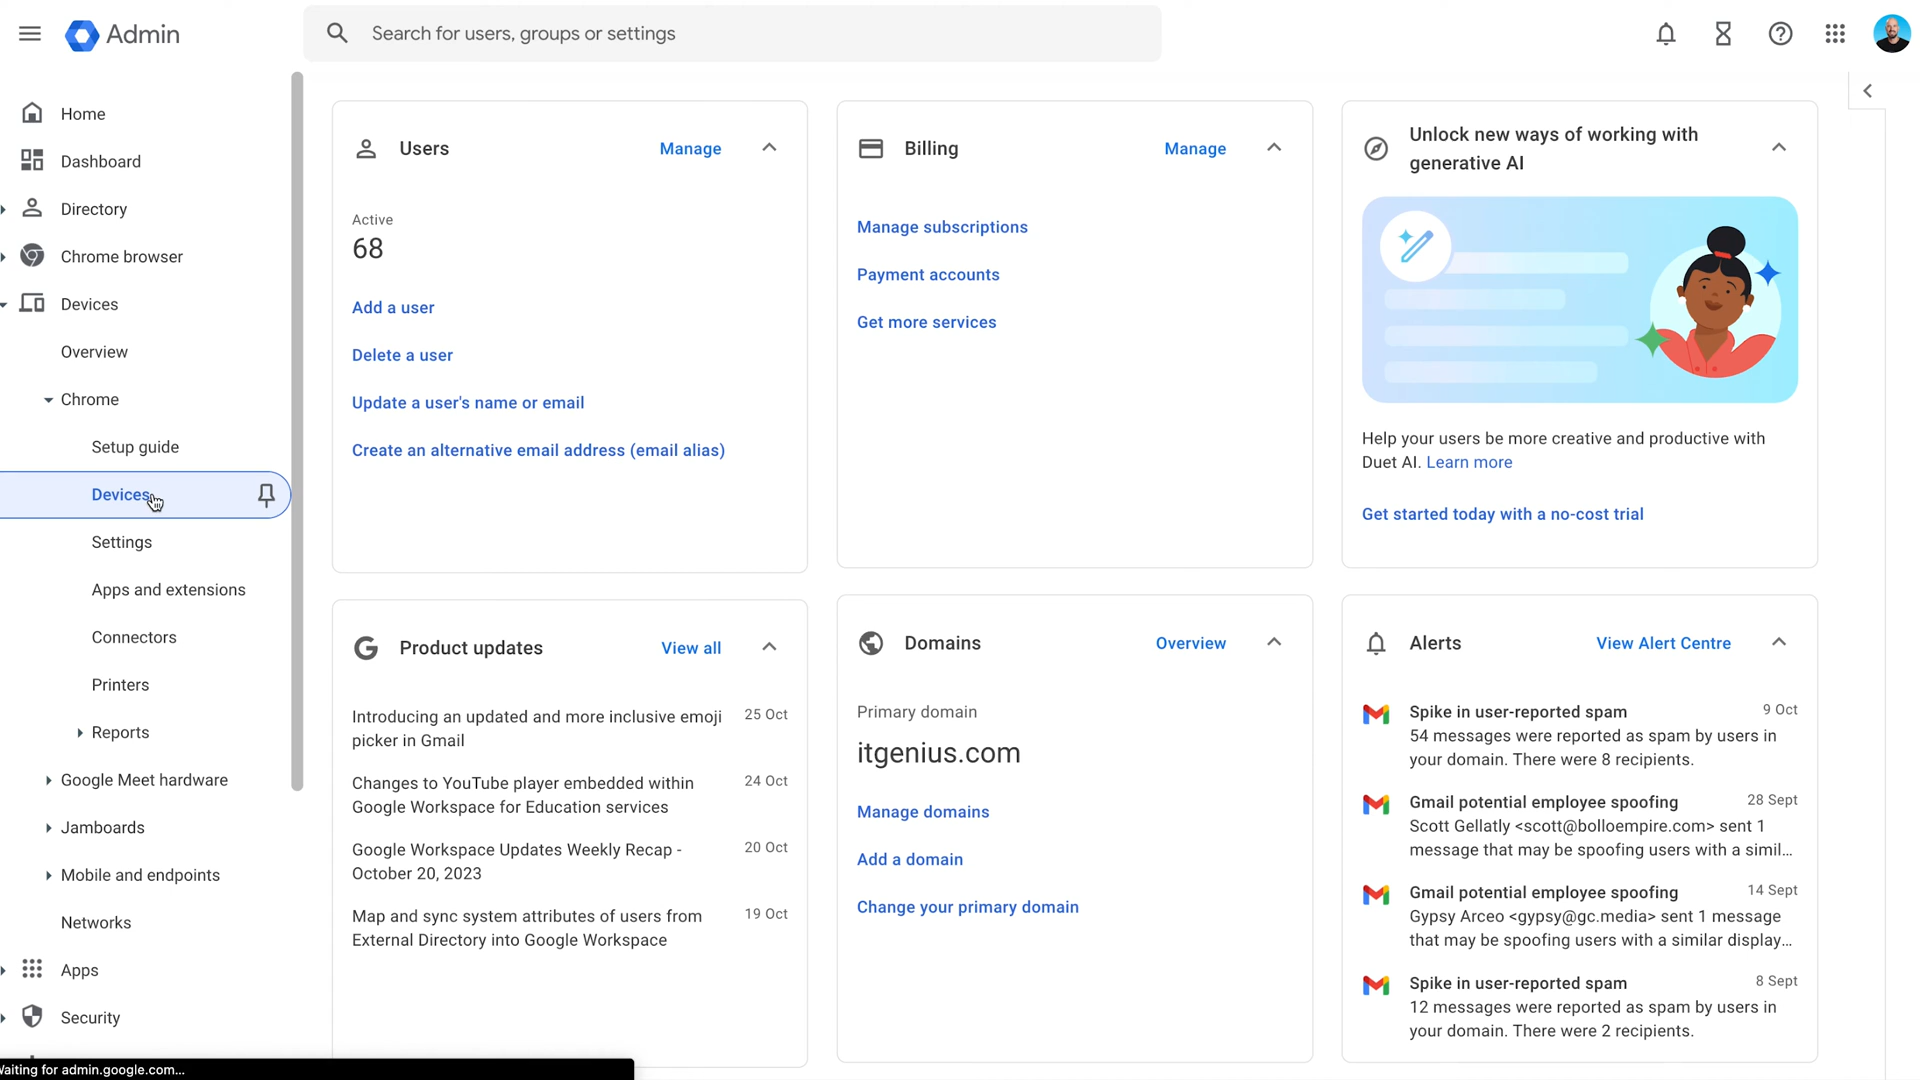 Admin
Search for users, groups or settings
Home
Dashboard
Directory
Chrome browser
Devices
Overview
Chrome
Setup guide
Devices
Settings
Apps and extensions
Connectors
Printers
Reports
Google Meet hardware
Jamboards
Mobile and endpoints
Networks
Apps
Security
Users
Manage
Active
68
Add a user
Delete a user
Update a user's name or email
Create an alternative email address (email alias)
Billing
Manage
Manage subscriptions
Payment accounts
Get more services
Unlock new ways of working with
generative AI
Help your users be more creative and productive with
Duet AI. Learn more
Get started today with a no-cost trial
Product updates
View all
Introducing an updated and more inclusive emoji 25 Oct
picker in Gmail
Changes to YouTube player embedded within 24 Oct
Google Workspace for Education services
Google Workspace Updates Weekly Recap - 20 Oct
October 20, 2023
Map and sync system attributes of users from 19 Oct
External Directory into Google Workspace
Domains
Overview
Primary domain
itgenius.com
Manage domains
Add a domain
Change your primary domain
Alerts
View Alert Centre
Spike in user-reported spam 9 Oct
54 messages were reported as spam by users in
your domain. There were 8 recipients.
Gmail potential employee spoofing 28 Sept
Scott Gellatly <scott@bolloempire.com> sent 1
message that may be spoofing users with a simil...
Gmail potential employee spoofing 14 Sept
Gypsy Arceo <gypsy@gc.media> sent 1 message
that may be spoofing users with a similar display...
Spike in user-reported spam 8 Sept
12 messages were reported as spam by users in
your domain. There were 2 recipients.
Waiting for admin.google.com...